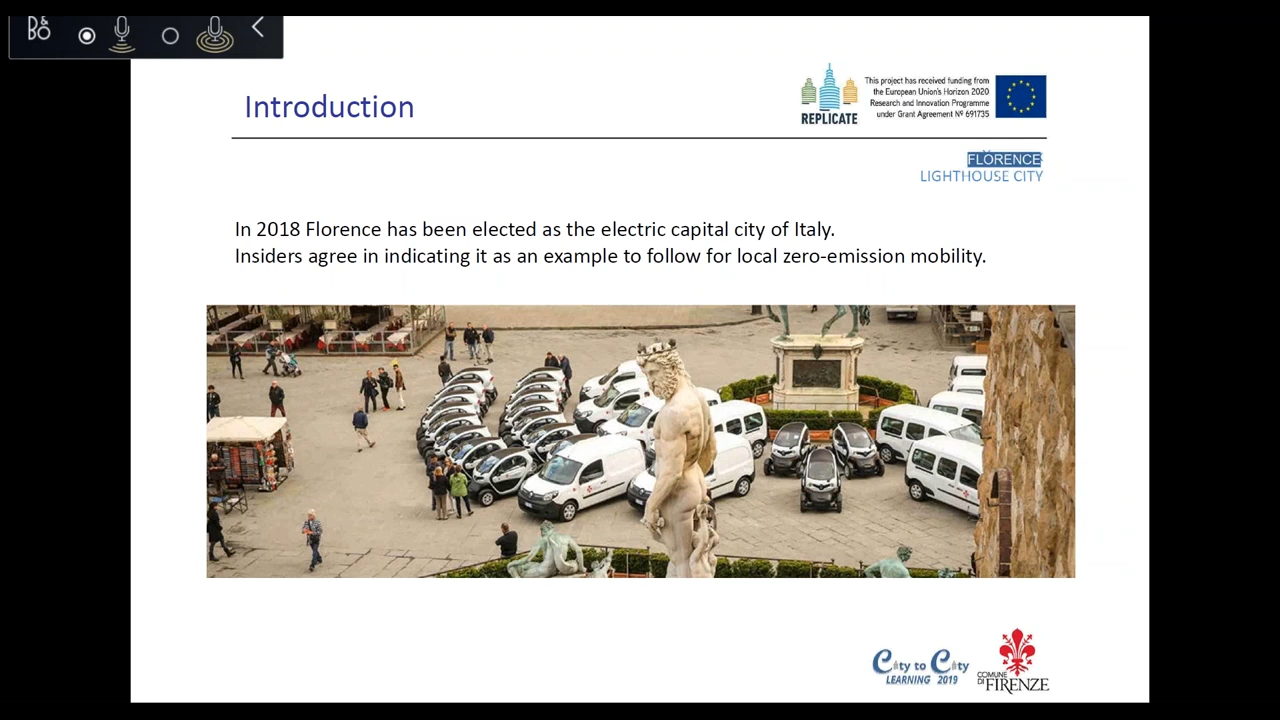 B&O
Introduction
REPLICATE
This project has received funding from
the European Union's Horizon 2020
Research and Innovation Programme
under Grant Agreement Nº 691735
FLORENCE
LIGHTHOUSE CITY
In 2018 Florence has been elected as the electric capital city of Italy.
Insiders agree in indicating it as an example to follow for local zero-emission mobility.
City to City
LEARNING 2019
COMUNE
DI FIRENZE